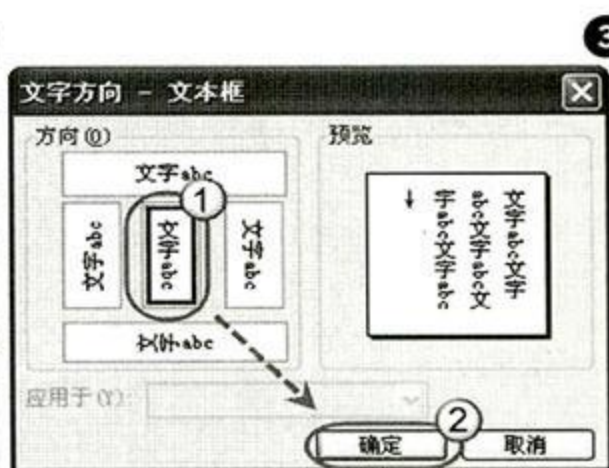 3
文字方向 - 文本框
方向(O)
预览
文字abc
1
文字abc
文字abc
文字abc
文字abc
文字abc文字
abc文字abc文
字abc文字abc
应用于(Y):
2
确定
取消